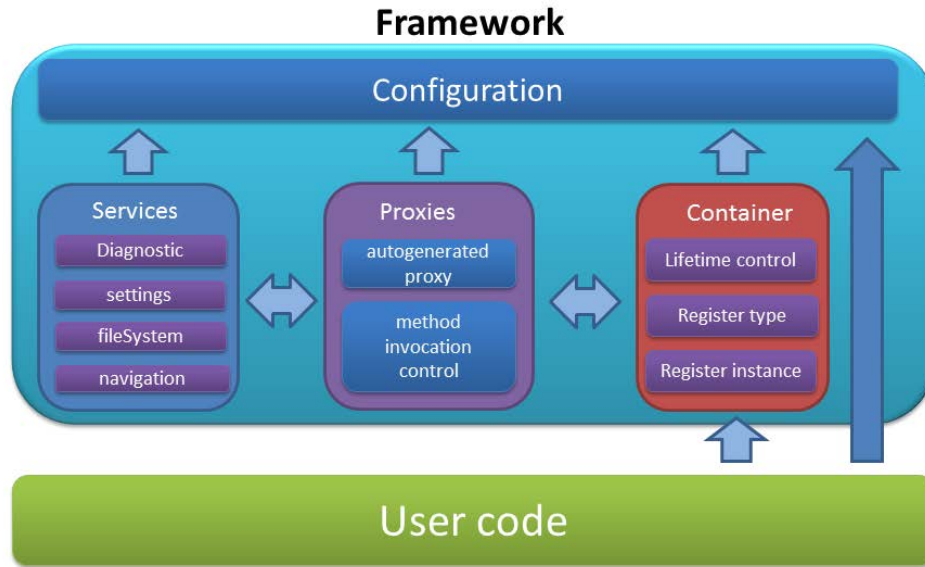 Framework
Configuration
Services
Diagnostic
settings
fileSystem
navigation
Proxies
autogenerated
proxy
method
invocation
control
Container
Lifetime control
Register type
Register instance
User code